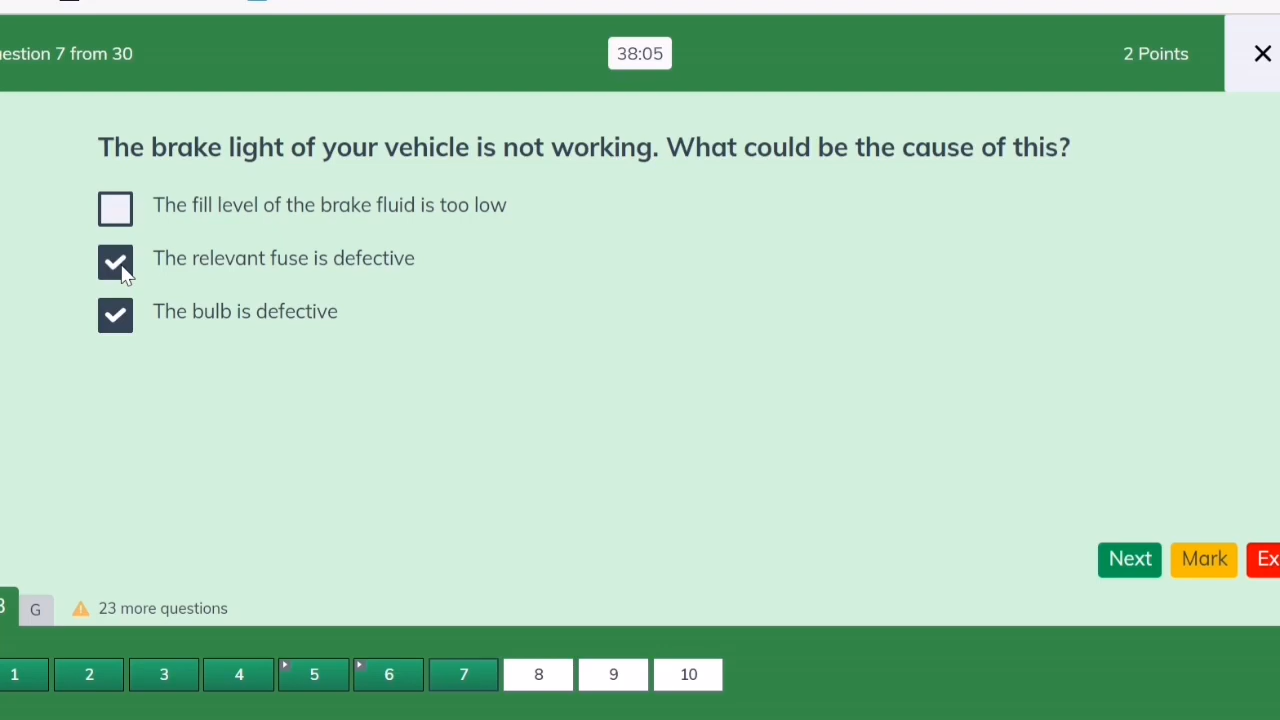 estion 7 from 30
38:05
2 Points
The brake light of your vehicle is not working. What could be the cause of this?
The fill level of the brake fluid is too low
The relevant fuse is defective
The bulb is defective
Next
Mark
Ex
G
23 more questions
1
2
3
4
5
6
7
8
9
10